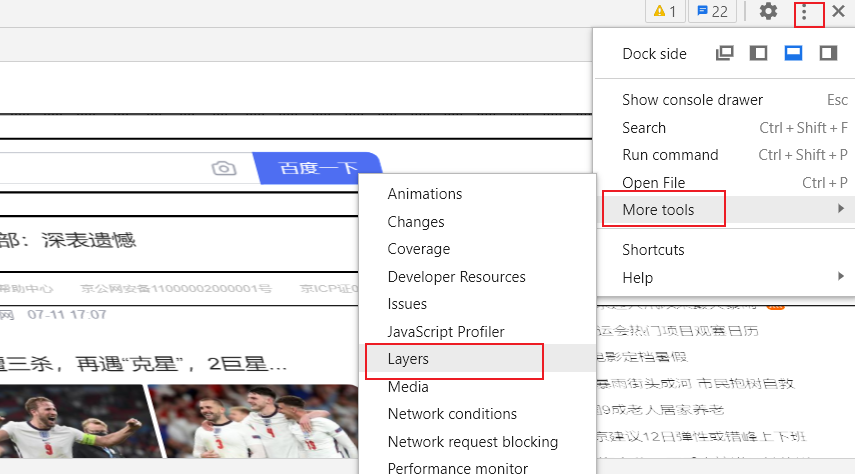 1 22
Dock side
Show console drawer Esc
Search Ctrl + Shift + F
Run command Ctrl + Shift + P
Open File Ctrl + P
More tools
Shortcuts
Help
百度一下
Animations
Changes
Coverage
Developer Resources
Issues
JavaScript Profiler
Layers
Media
Network conditions
Network request blocking
Performance monitor
部：深表遗憾
帮助中心 京公网安备11000002000001号 京ICP证0
网 07-11 17:07
三杀，再遇“克星”，2巨星...
运会热门项目观赛日历
电影定档暑假
暴雨街头成河 市民抱树自救
9成老人居家养老
京建议12日弹性或错峰上下班